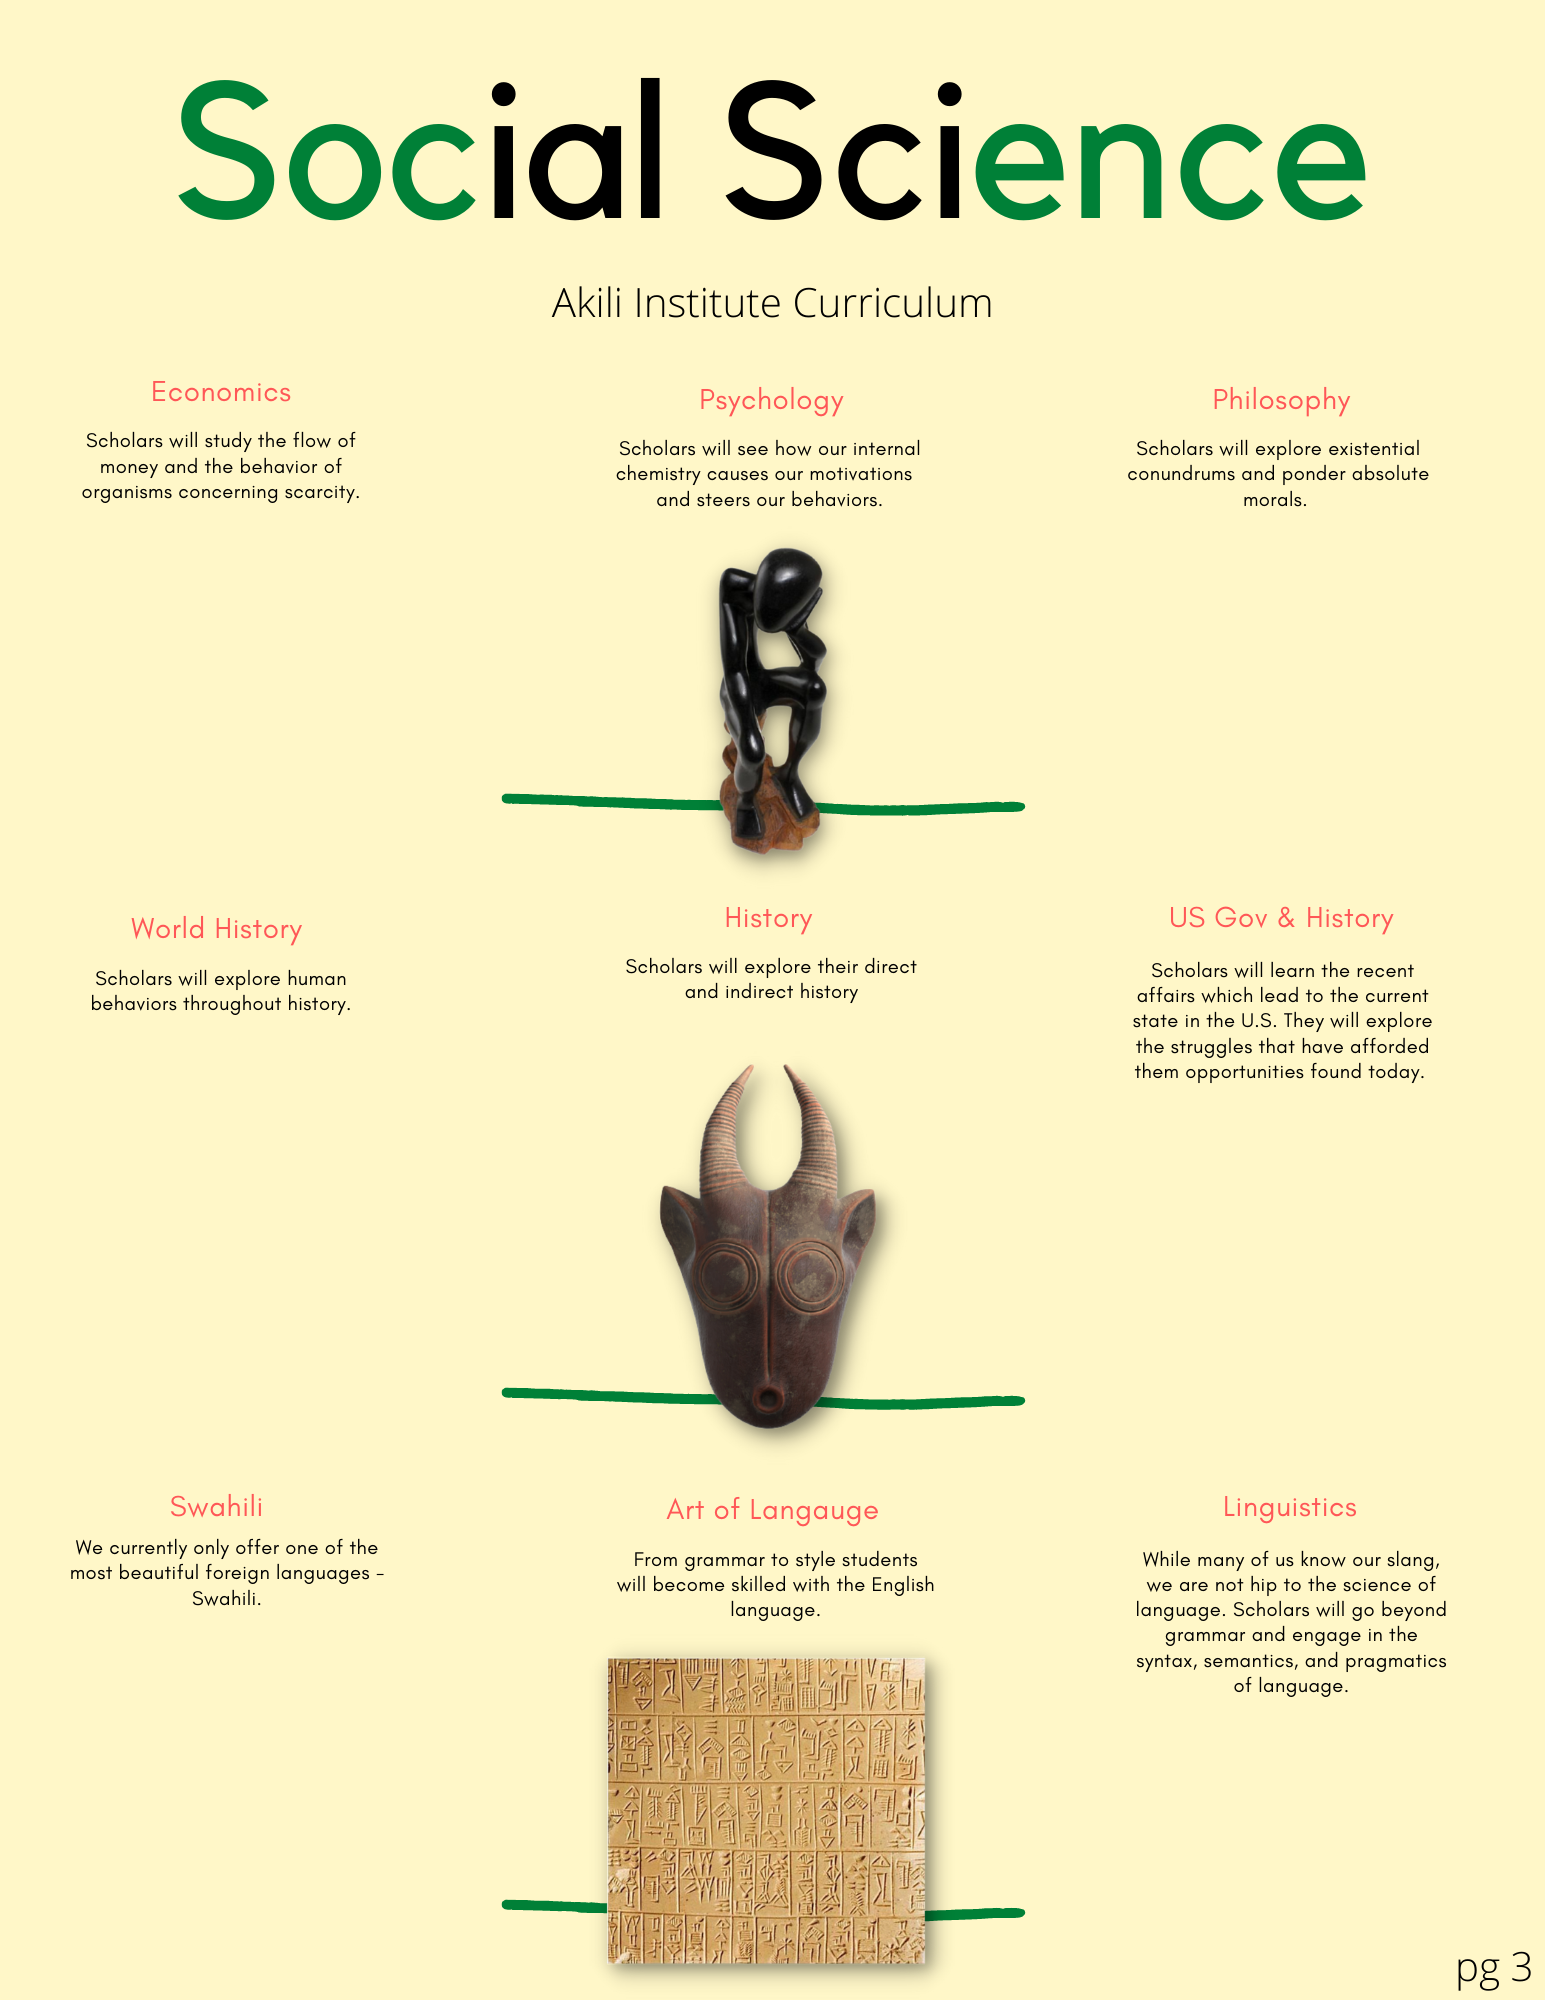 Social Science
Akili Institute Curriculum
Economics
Scholars will study the flow of
money and the behavior of
organisms concerning scarcity.
Psychology
Scholars will see how our internal
chemistry causes our motivations
and steers our behaviors.
Philosophy
Scholars will explore existential
conundrums and ponder absolute
morals.
World History
Scholars will explore human
behaviors throughout history.
History
Scholars will explore their direct
and indirect history
US Gov & History
Scholars will learn the recent
affairs which lead to the current
state in the U.S. They will explore
the struggles that have afforded
them opportunities found today.
Swahili
We currently only offer one of the
most beautiful foreign languages -
Swahili.
Art of Langauge
From grammar to style students
will become skilled with the English
language.
Linguistics
While many of us know our slang,
we are not hip to the science of
language. Scholars will go beyond
grammar and engage in the
syntax, semantics, and pragmatics
of language.
pg 3